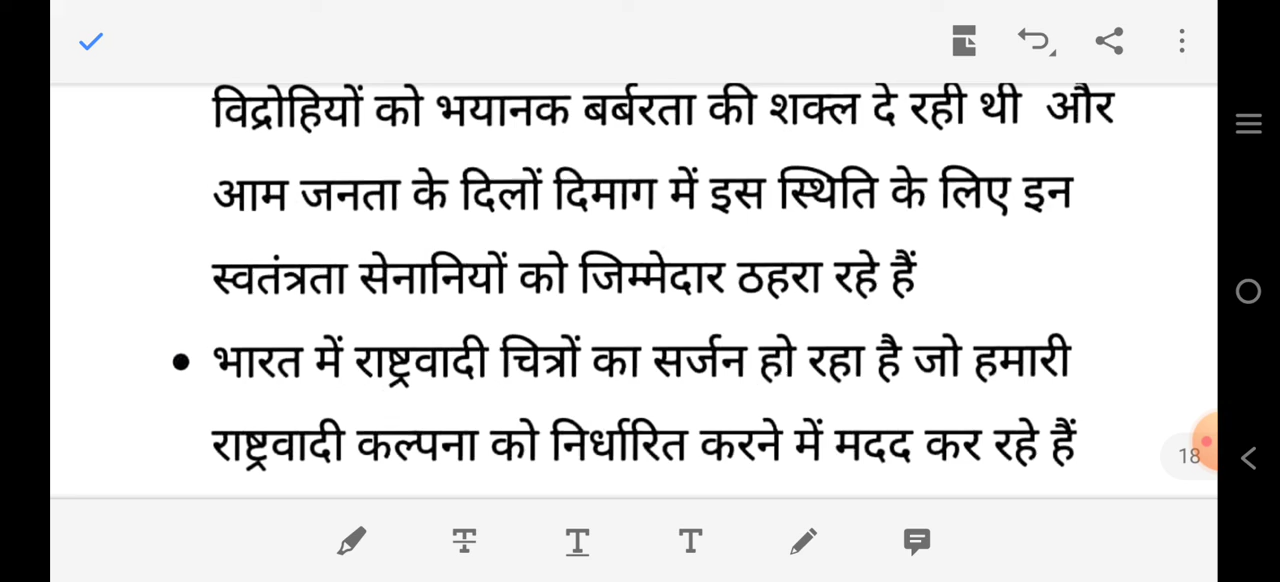 विद्रोहियों को भयानक बर्बरता की शक्ल दे रही थी और
आम जनता के दिलों दिमाग में इस स्थिति के लिए इन
स्वतंत्रता सेनानियों को जिम्मेदार ठहरा रहे हैं
• भारत में राष्ट्रवादी चित्रों का सर्जन हो रहा है जो हमारी
राष्ट्रवादी कल्पना को निर्धारित करने में मदद कर रहे हैं
18
T T T